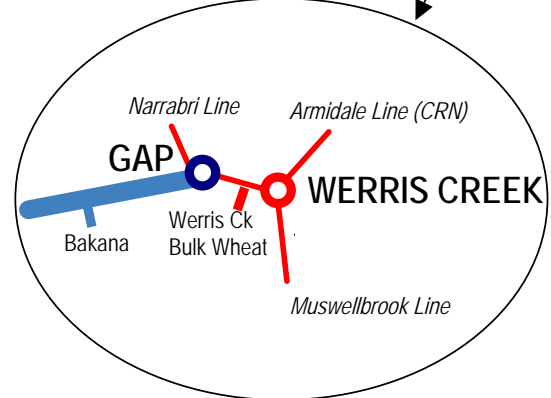 Narrabri Line
Armidale Line (CRN)
GAP
WERRIS CREEK
Werris Ck
Bulk Wheat
Bakana
Muswellbrook Line